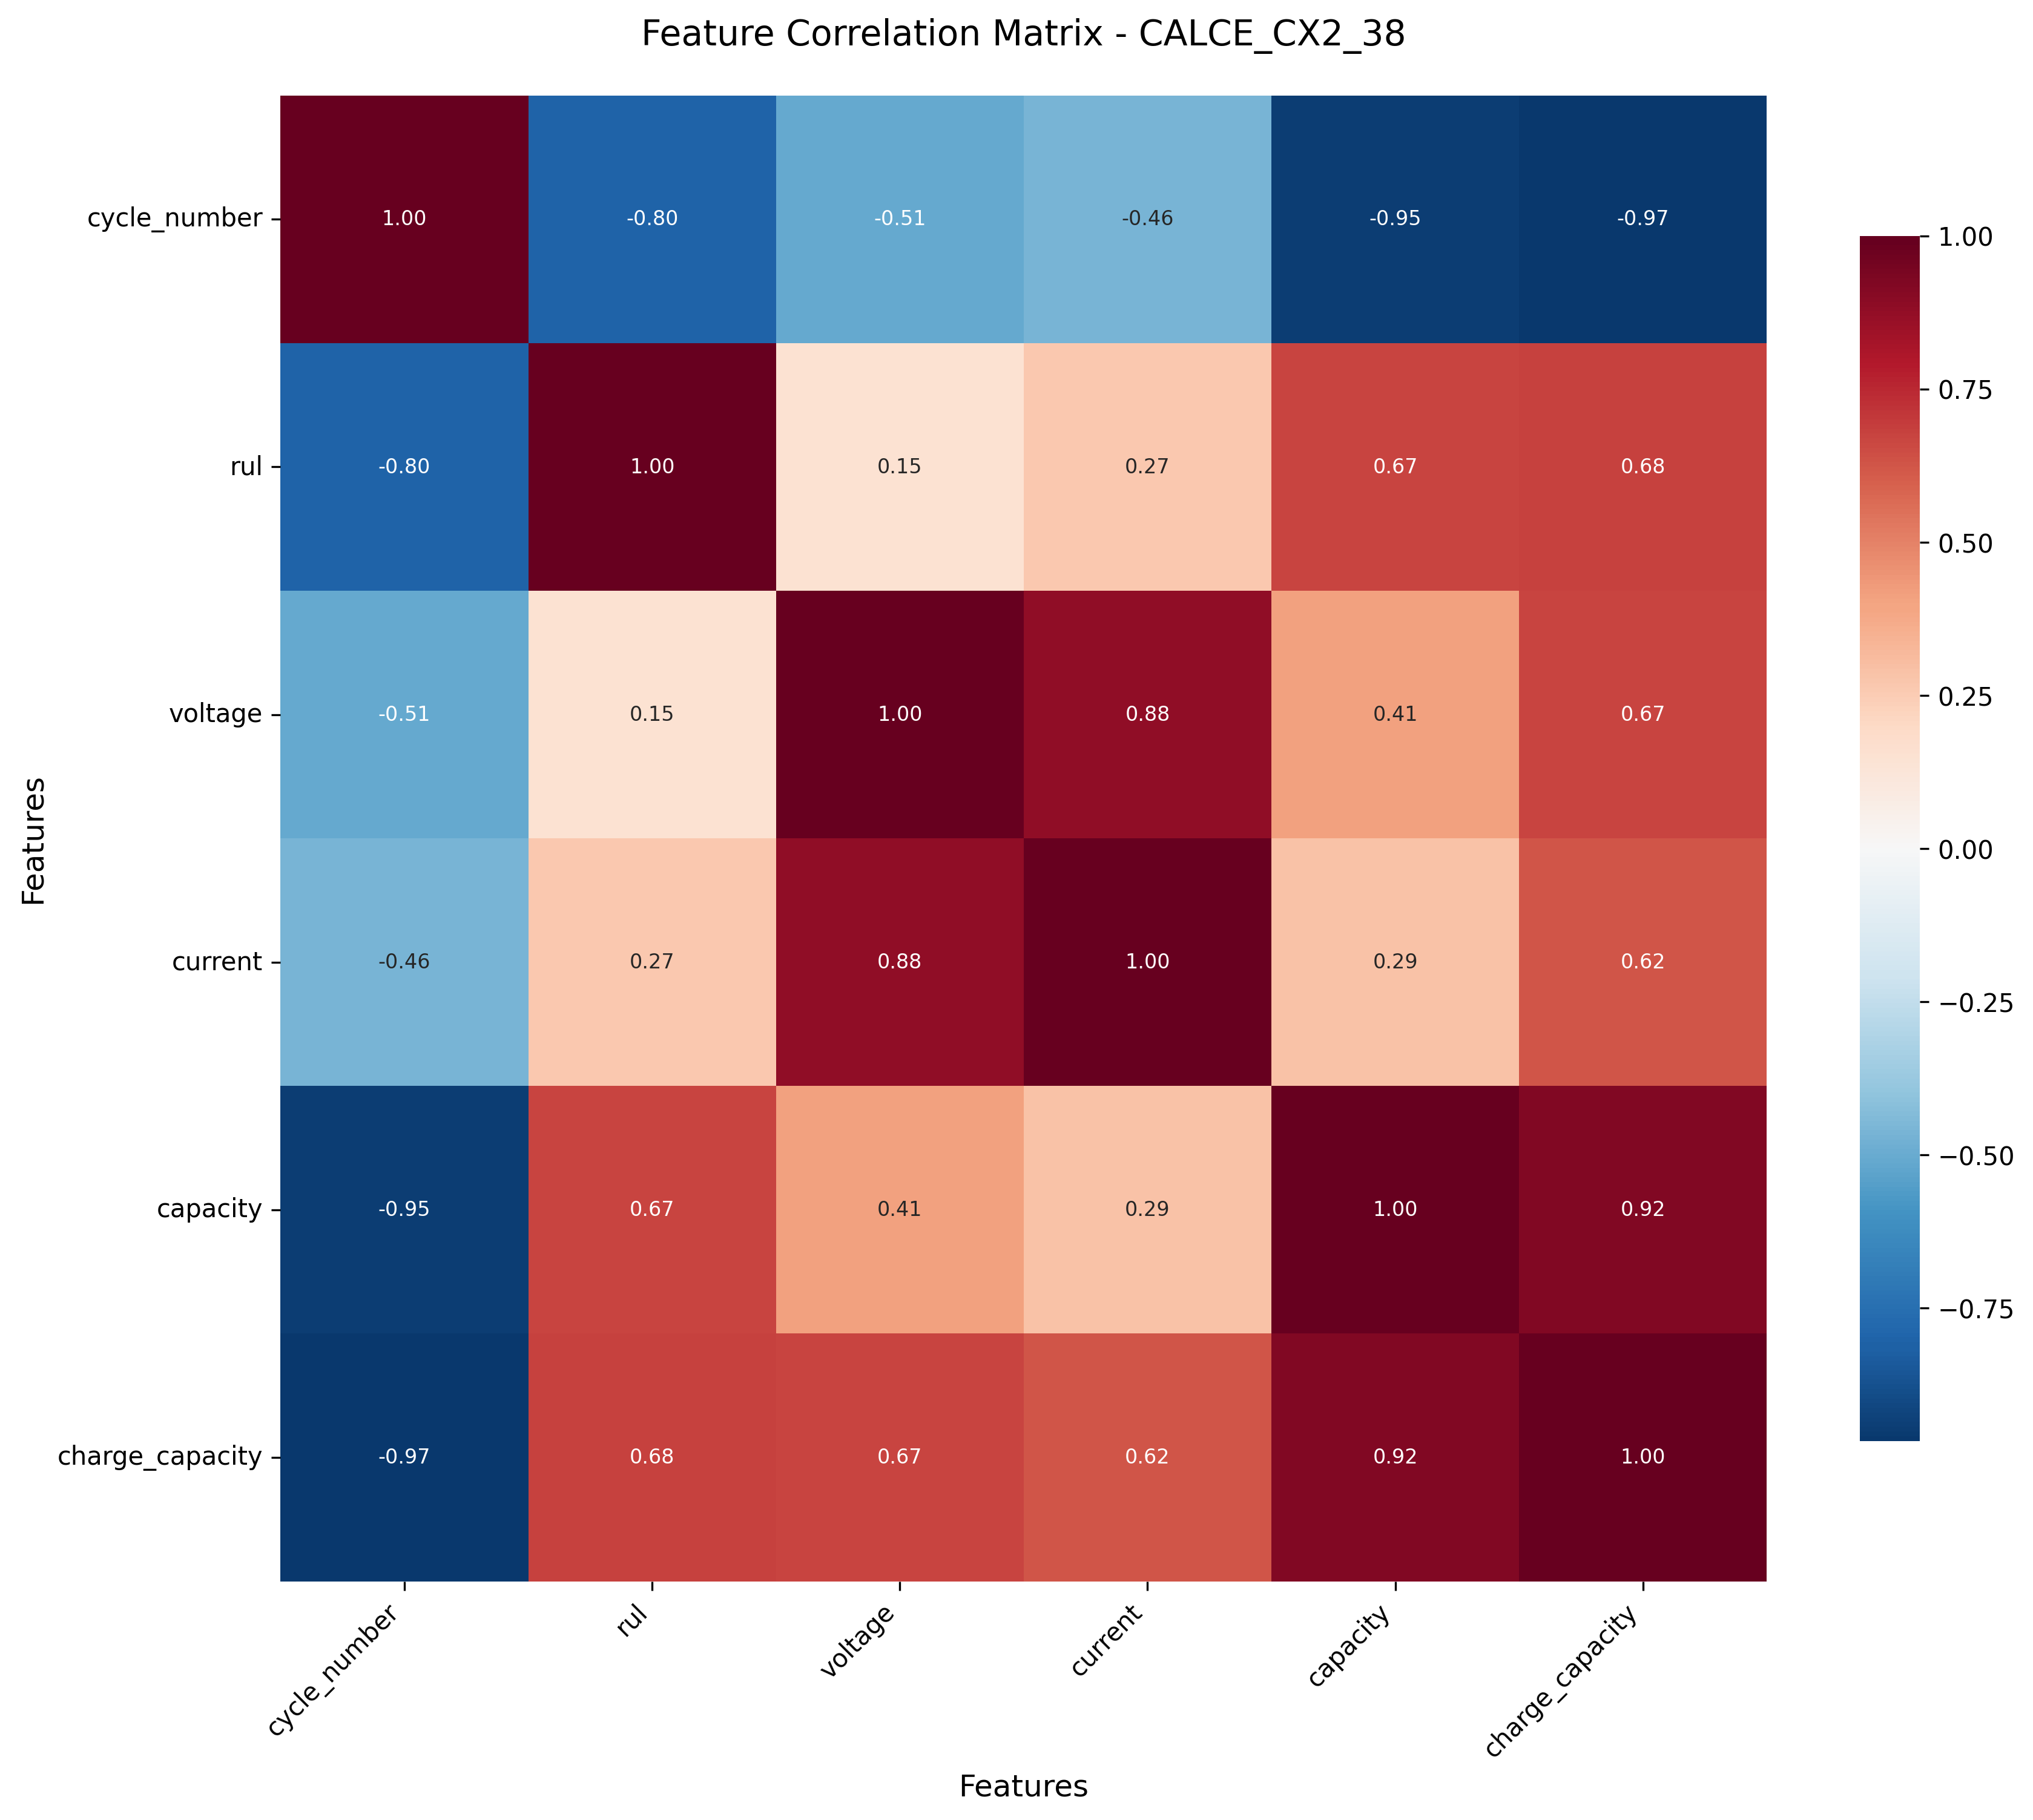 Feature Correlation Matrix - CALCE_CX2_38
Features
cycle_number 1.00 -0.80 -0.51 -0.46 -0.95 -0.97
rul -0.80 1.00 0.15 0.27 0.67 0.68
voltage -0.51 0.15 1.00 0.88 0.41 0.67
current -0.46 0.27 0.88 1.00 0.29 0.62
capacity -0.95 0.67 0.41 0.29 1.00 0.92
charge_capacity -0.97 0.68 0.67 0.62 0.92 1.00
cycle_number rul voltage current capacity charge_capacity
Features
1.00
0.75
0.50
0.25
0.00
−0.25
−0.50
−0.75